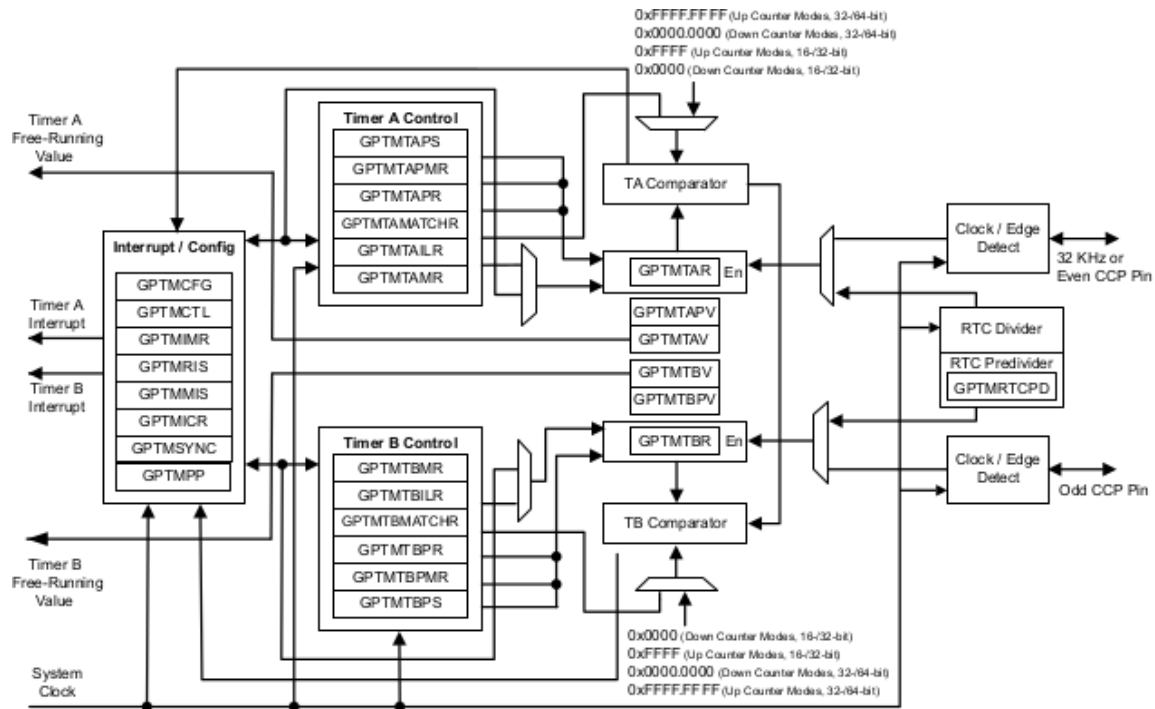 0xFFFF.FFFF (Up Counter Modes, 32-/64-bit)
0x0000.0000 (Down Counter Modes, 32-/64-bit)
0xFFFF (Up Counter Modes, 16-/32-bit)
0x0000 (Down Counter Modes, 16-/32-bit)
Timer A
Free-Running
Value
Timer A Control
GPTMTAPS
GPTMTAPMR
GPTMTAPR
GPTMTAMATCHR
GPTMTAILR
GPTMTAMR
TA Comparator
GPTMTAR
En
Clock / Edge
Detect
32 KHz or
Even CCP Pin
Interrupt / Config
GPTMCFG
GPTMCTL
GPTMIMR
GPTMRIS
GPTMMIS
GPTMICR
GPTMSYNC
GPTMPP
Timer A
Interrupt
Timer B
Interrupt
GPTMTAPV
GPTMTAV
GPTMTBV
GPTMTBPV
RTC Divider
RTC Predivider
GPTMRTCPD
Timer B Control
GPTMTBMR
GPTMTBILR
GPTMTBMATCHR
GPTMTBPR
GPTMTBPMR
GPTMTBPS
GPTMTBR
En
TB Comparator
Clock / Edge
Detect
Odd CCP Pin
Timer B
Free-Running
Value
0x0000 (Down Counter Modes, 16-/32-bit)
0xFFFF (Up Counter Modes, 16-/32-bit)
0x0000.0000 (Down Counter Modes, 32-/64-bit)
0xFFFF.FFFF (Up Counter Modes, 32-/64-bit)
System
Clock